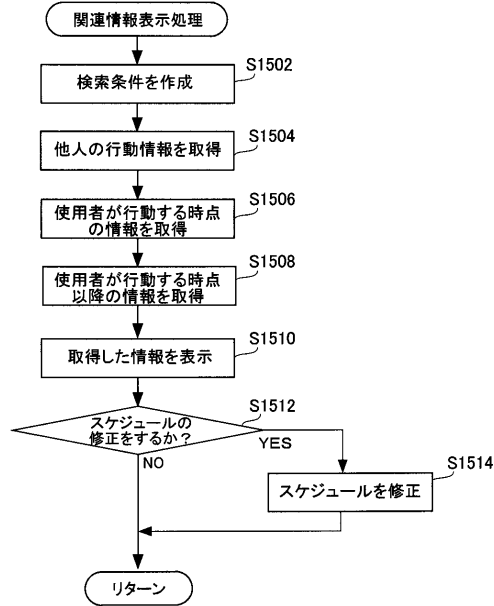 関連情報表示処理
S1502
検索条件を作成
S1504
他人の行動情報を取得
S1506
使用者が行動する時点
の情報を取得
S1508
使用者が行動する時点
以降の情報を取得
S1510
取得した情報を表示
S1512
スケジュールの
修正をするか？
YES
NO
S1514
スケジュールを修正
リターン